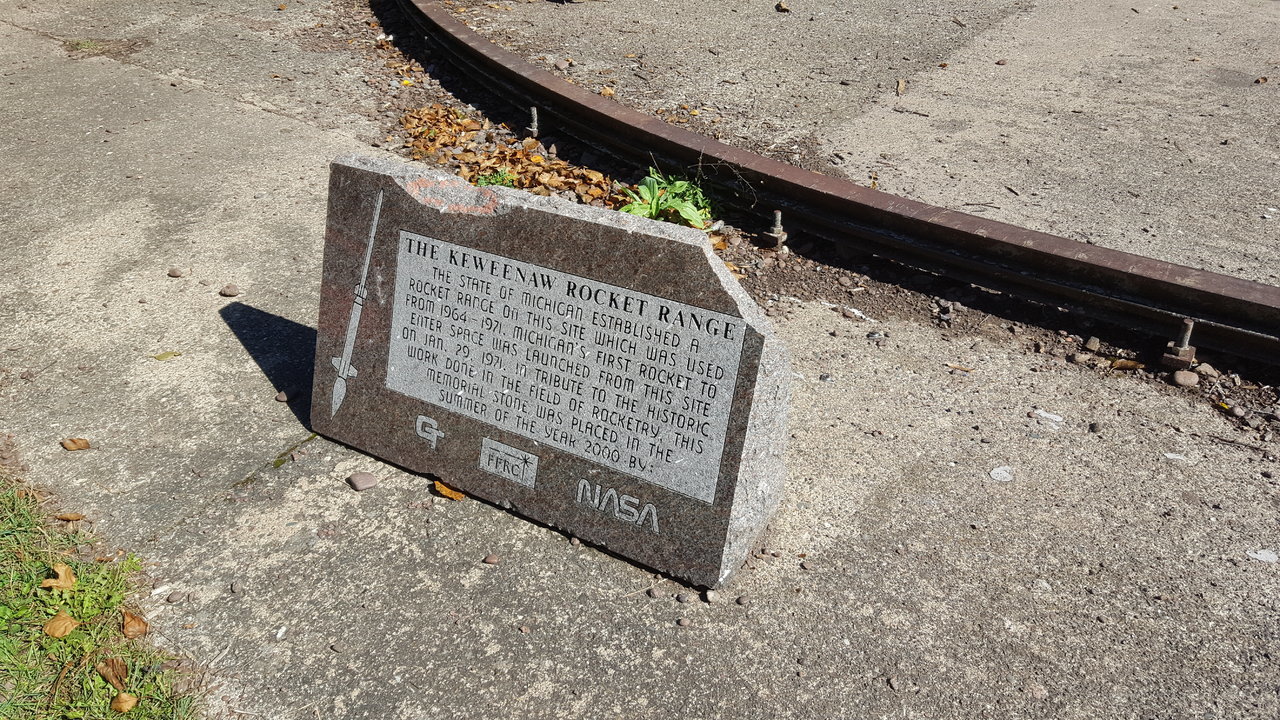 THE KEWEENAW ROCKET RANGE
THE STATE OF MICHIGAN ESTABLISHED A
ROCKET RANGE ON THIS SITE WHICH WAS USED
FROM 1964 - 1971. MICHIGAN'S FIRST ROCKET TO
ENTER SPACE WAS LAUNCHED FROM THIS SITE
ON JAN. 29, 1971. IN TRIBUTE TO THE HISTORIC
WORK DONE IN THE FIELD OF ROCKETRY, THIS
MEMORIAL STONE WAS PLACED IN THE
SUMMER OF THE YEAR 2000 BY:
NASA